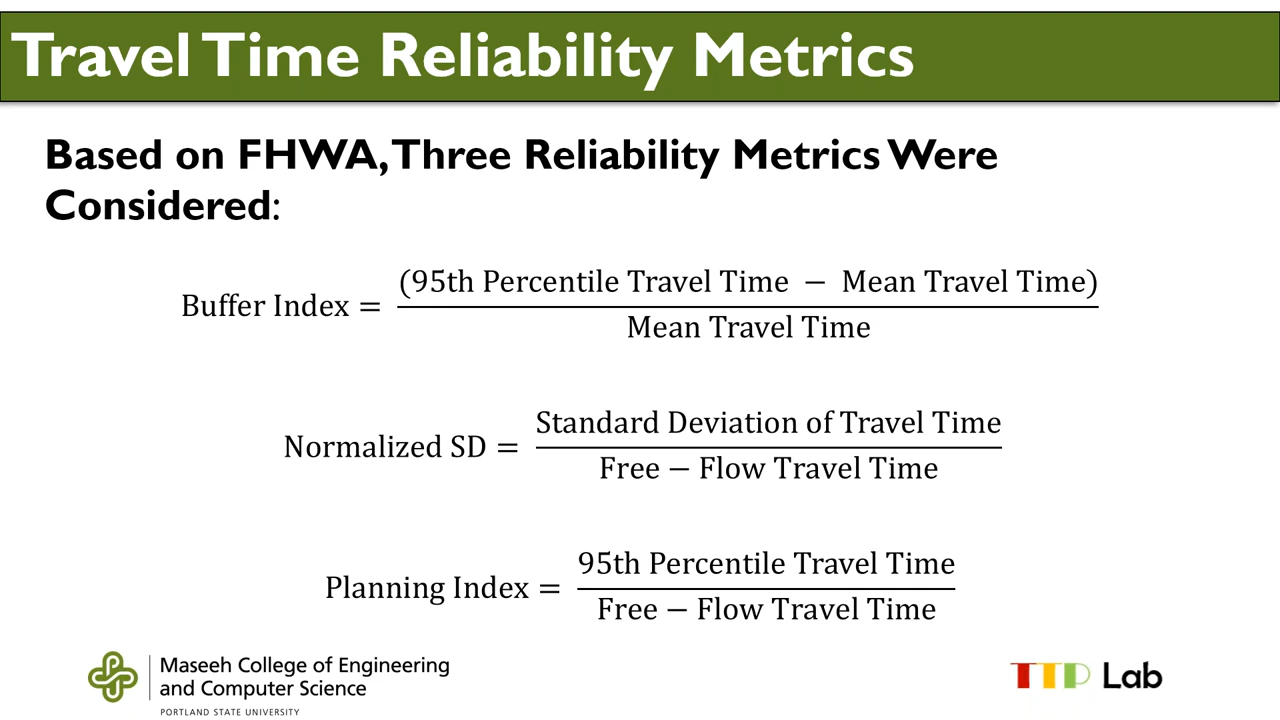 Travel Time Reliability Metrics
Based on FHWA, Three Reliability Metrics Were
Considered:
Buffer Index = (95th Percentile Travel Time − Mean Travel Time)
Mean Travel Time
Normalized SD = Standard Deviation of Travel Time
Free − Flow Travel Time
Planning Index = 95th Percentile Travel Time
Free − Flow Travel Time
Maseeh College of Engineering
and Computer Science
PORTLAND STATE UNIVERSITY
TTP Lab